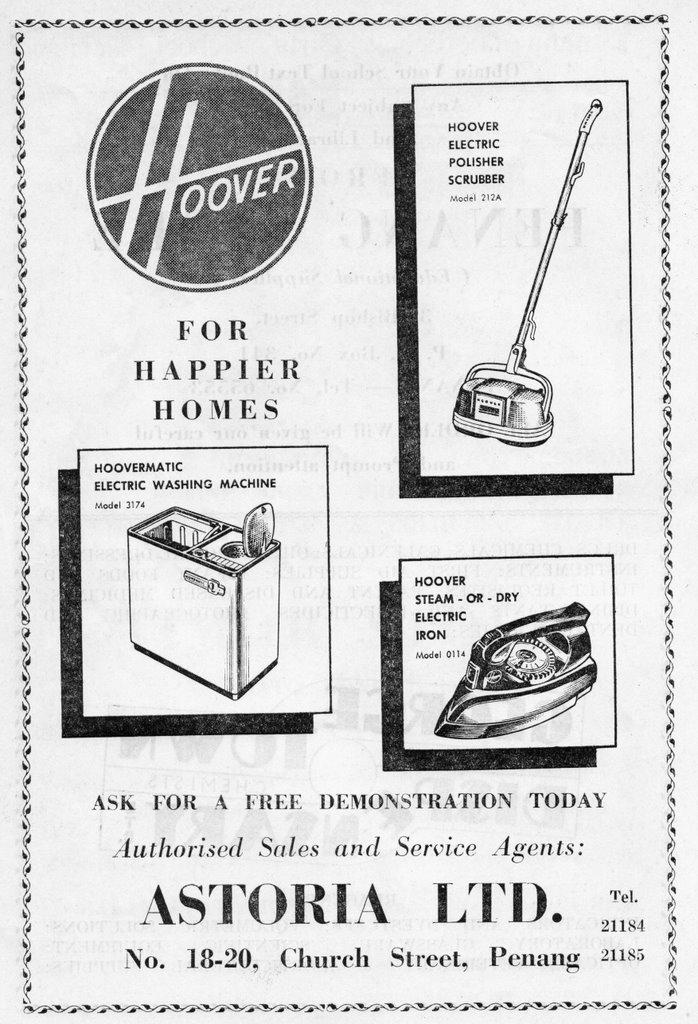 HOOVER
FOR
HAPPIER
HOMES
HOOVER
ELECTRIC
POLISHER
SCRUBBER
Model 212A
HOOVER
HOOVERMATIC
ELECTRIC WASHING MACHINE
Model 3174
HOOVER
STEAM-OR-DRY
ELECTRIC
IRON
Model 0114
ASK FOR A FREE DEMONSTRATION TODAY
Authorised Sales and Service Agents:
ASTORIA LTD.
No. 18-20, Church Street, Penang
Tel.
21184
21185